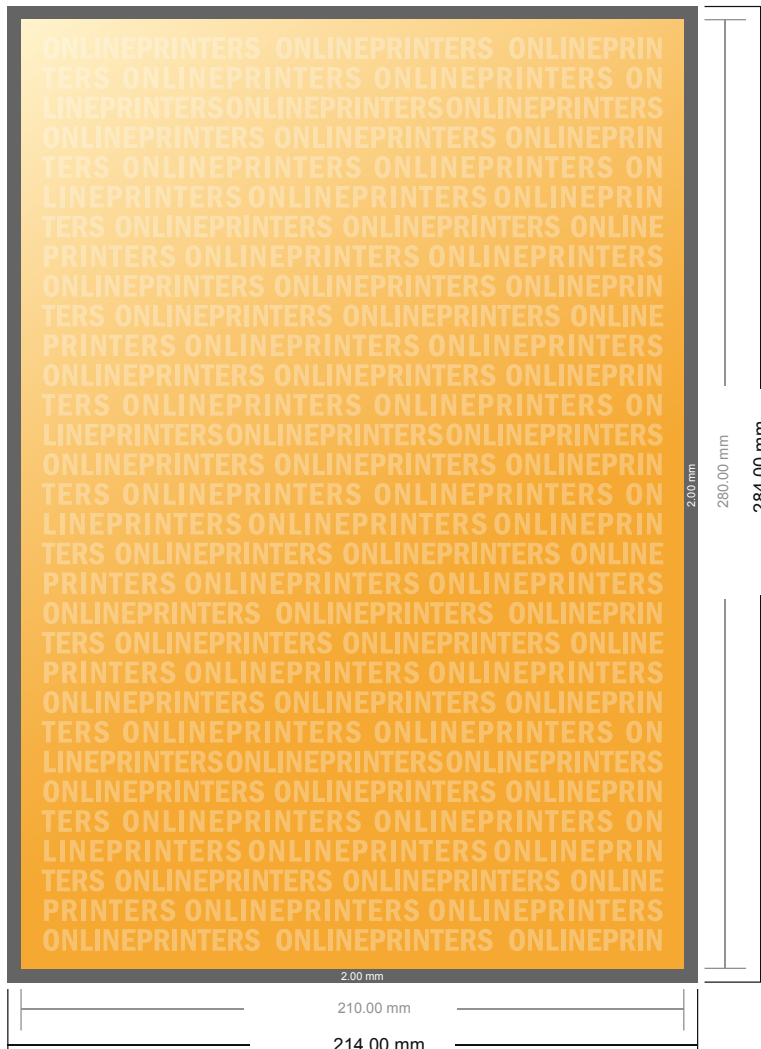 ONLINEPRINTERS ONLINEPRINTERS ONLINEPRIN
TERS ONLINEPRINTERS ONLINEPRINTERS ON
LINEPRINTERSONLINEPRINTERSONLINEPRINTERS
ONLINEPRINTERS ONLINEPRINTERS ONLINEPRIN
TERS ONLINEPRINTERS ONLINEPRINTERS ON
LINEPRINTERS ONLINEPRINTERS ONLINEPRIN
TERS ONLINEPRINTERS ONLINEPRINTERS ONLINE
PRINTERS ONLINEPRINTERS ONLINEPRINTERS
ONLINEPRINTERS ONLINEPRINTERS ONLINEPRIN
TERS ONLINEPRINTERS ONLINEPRINTERS ONLINE
PRINTERS ONLINEPRINTERS ONLINEPRINTERS
ONLINEPRINTERS ONLINEPRINTERS ONLINEPRIN
TERS ONLINEPRINTERS ONLINEPRINTERS ON
LINEPRINTERSONLINEPRINTERSONLINEPRINTERS
ONLINEPRINTERS ONLINEPRINTERS ONLINEPRIN
TERS ONLINEPRINTERS ONLINEPRINTERS ON
LINEPRINTERS ONLINEPRINTERS ONLINEPRIN
TERS ONLINEPRINTERS ONLINEPRINTERS ONLINE
PRINTERS ONLINEPRINTERS ONLINEPRINTERS
ONLINEPRINTERS ONLINEPRINTERS ONLINEPRIN
TERS ONLINEPRINTERS ONLINEPRINTERS ONLINE
PRINTERS ONLINEPRINTERS ONLINEPRINTERS
ONLINEPRINTERS ONLINEPRINTERS ONLINEPRIN
TERS ONLINEPRINTERS ONLINEPRINTERS ON
LINEPRINTERSONLINEPRINTERSONLINEPRINTERS
ONLINEPRINTERS ONLINEPRINTERS ONLINEPRIN
TERS ONLINEPRINTERS ONLINEPRINTERS ON
LINEPRINTERS ONLINEPRINTERS ONLINEPRIN
TERS ONLINEPRINTERS ONLINEPRINTERS ONLINE
PRINTERS ONLINEPRINTERS ONLINEPRINTERS
ONLINEPRINTERS ONLINEPRINTERS ONLINEPRIN
2.00 mm
280.00 mm
284.00 mm
2.00 mm
210.00 mm
214.00 mm